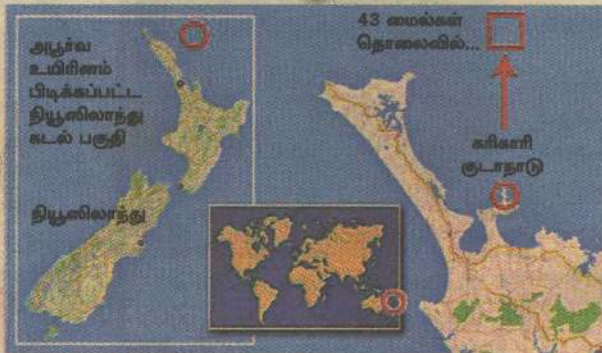 அபூர்வ
உயிரினம்
பிடிக்கப்பட்ட
நியூஸிலாந்து
கடல் பகுதி
நியூஸிலாந்து
43 மைல்கள்
தொலைவில்...
கரிகாரி
குடாநாடு